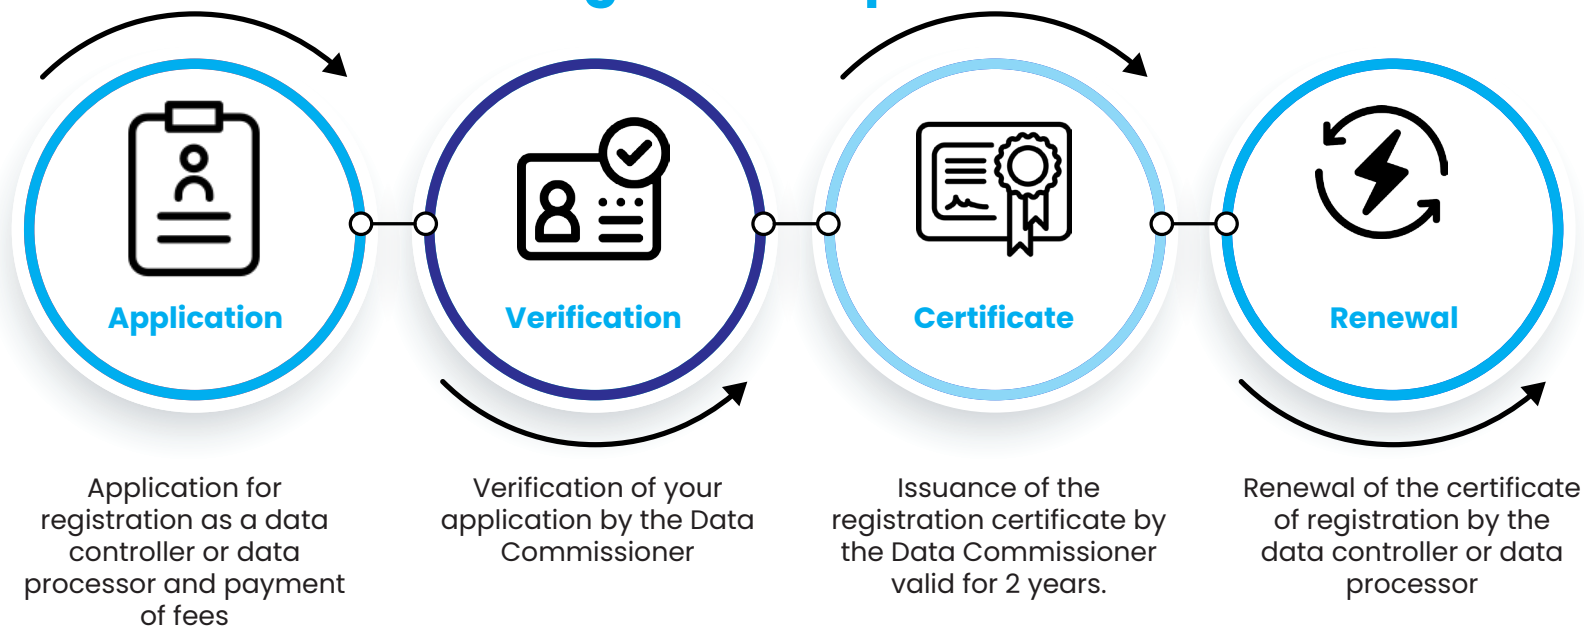 Application
Verification
Certificate
Renewal
Application for
registration as a data
controller or data
processor and payment
of fees
Verification of your
application by the Data
Commissioner
Issuance of the
registration certificate by
the Data Commissioner
valid for 2 years.
Renewal of the certificate
of registration by the
data controller or data
processor